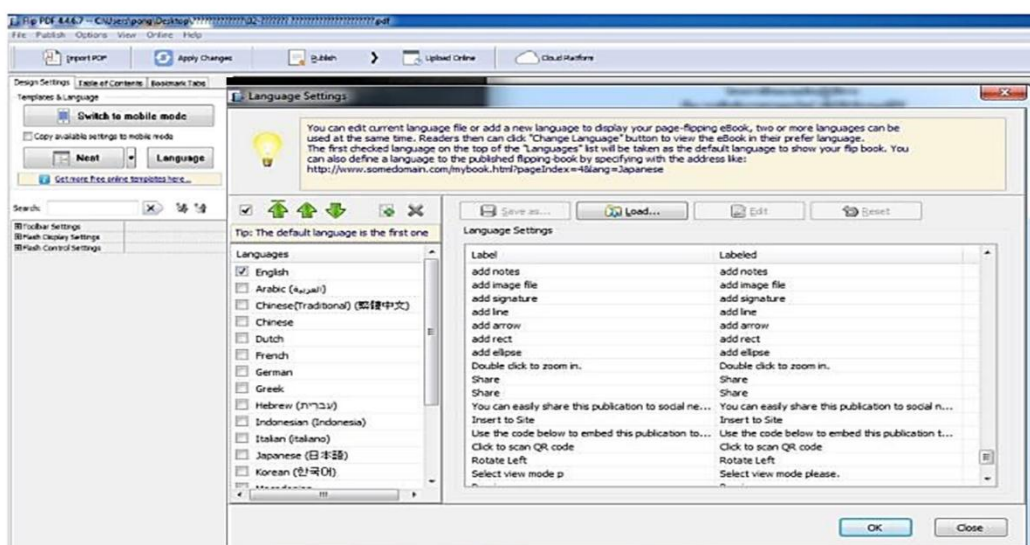 Flip PDF 4.4.6.7 -- C:\Users\pong\Desktop\?????????????\02-??????? ??????????????????????.pdf
File Publish Options View Online Help
Import PDF Apply Changes Publish Upload Online Cloud Platform
Design Settings Table of Contents Bookmark Tabs
Templates & Language
Switch to mobile mode
Copy available settings to mobile mode
Neat Language
Get more free online templates here...
Search:
Toolbar Settings
Flash Display Settings
Flash Control Settings
Language Settings
You can edit current language file or add a new language to display your page-flipping eBook, two or more languages can be
used at the same time. Readers then can click "Change Language" button to view the eBook in their prefer language.
The first checked language on the top of the "Languages" list will be taken as the default language to show your flip book. You
can also define a language to the published flipping-book by specifying with the address like:
http://www.somedomain.com/mybook.html?pageIndex=4&lang=Japanese
Save as... Load... Edit Reset
Tip: The default language is the first one
Languages
English
Arabic (العربية)
Chinese(Traditional) (繁體中文)
Chinese
Dutch
French
German
Greek
Hebrew (עברית)
Indonesian (Indonesia)
Italan (italiano)
Japanese (日本語)
Korean (한국어)
Language Settings
Label Labeled
add notes add notes
add image file add image file
add signature add signature
add line add line
add arrow add arrow
add rect add rect
add ellipse add ellipse
Double click to zoom in. Double click to zoom in.
Share Share
Share Share
You can easily share this publication to social ne... You can easily share this publication to social n...
Insert to Site Insert to Site
Use the code below to embed this publication to... Use the code below to embed this publication t...
Click to scan QR code Click to scan QR code
Rotate Left Rotate Left
Select view mode p Select view mode please.
OK Close